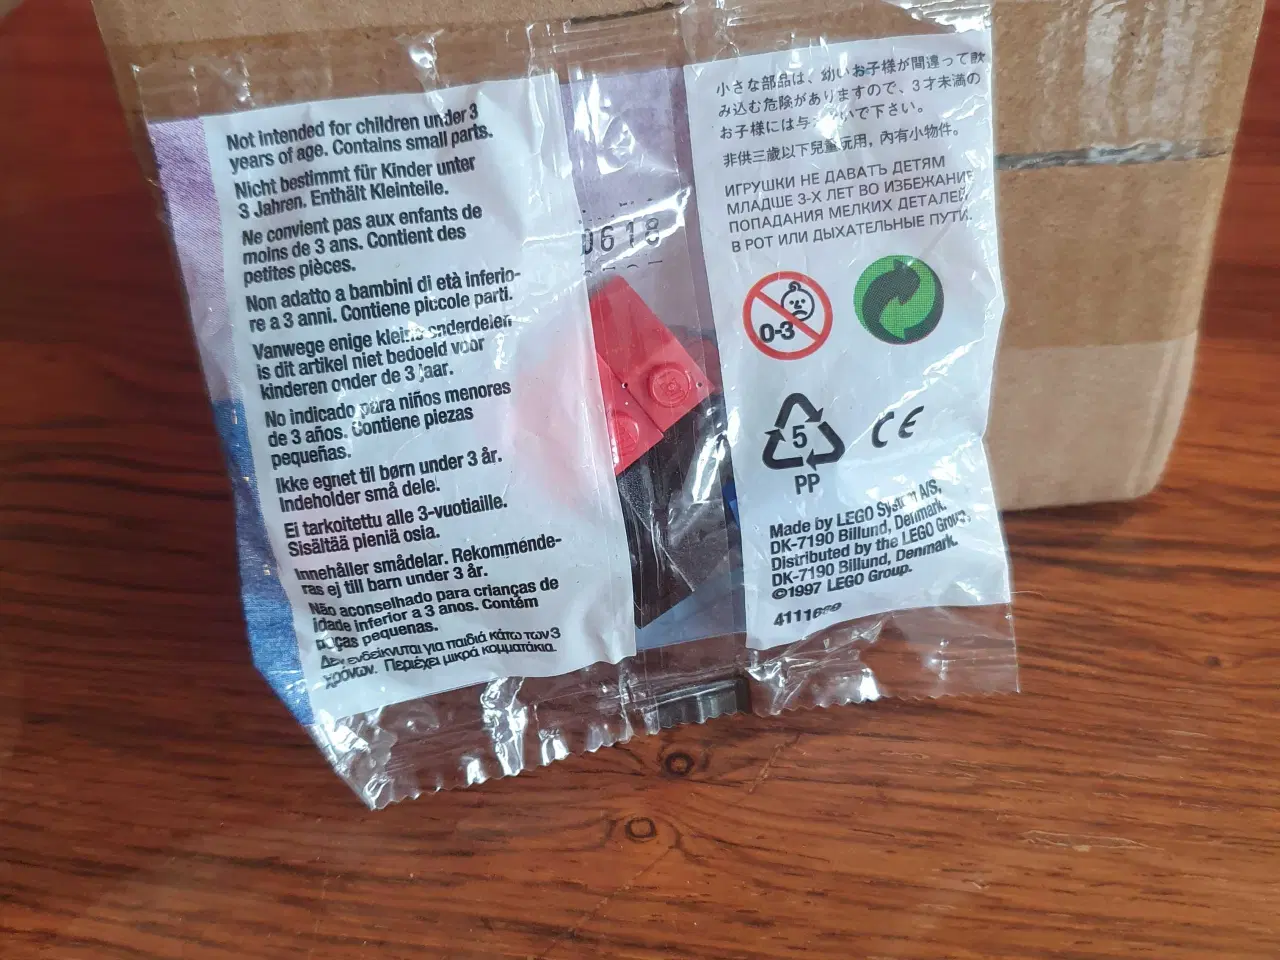 Not intended for children under 3
years of age. Contains small parts.
Nicht bestimmt für Kinder unter
3 Jahren. Enthält Kleinteile.
Ne convient pas aux enfants de
moins de 3 ans. Contient des
petites pièces.
Non adatto a bambini di età inferio-
re a 3 anni. Contiene piccole parti.
Vanwege enige kleine onderdelen
is dit artikel niet bedoeld voor
kinderen onder de 3 jaar.
No indicado para niños menores
de 3 años. Contiene piezas
pequeñas.
Ikke egnet til børn under 3 år.
Indeholder små dele.
Ei tarkoitettu alle 3-vuotiaille.
Sisältää pieniä osia.
Innehåller smådelar. Rekommende-
ras ej till barn under 3 år.
Não aconselhado para crianças de
idade inferior a 3 anos. Contém
peças pequenas.
Δεν ενδείκνυται για παιδιά κάτω των 3
χρόνων. Περιέχει μικρά κομματάκια.
0618
小さな部品は、幼いお子様が間違って飲
み込む危険がありますので、3才未満の
お子様には与えないで下さい。
非供三歲以下兒童玩用，內有小物件。
ИГРУШКИ НЕ ДАВАТЬ ДЕТЯМ
МЛАДШЕ 3-Х ЛЕТ ВО ИЗБЕЖАНИЕ
ПОПАДАНИЯ МЕЛКИХ ДЕТАЛЕЙ
В РОТ ИЛИ ДЫХАТЕЛЬНЫЕ ПУТИ.
0-3
5
PP
CE
Made by LEGO System A/S,
DK-7190 Billund, Denmark.
Distributed by the LEGO Group,
DK-7190 Billund, Denmark.
©1997 LEGO Group.